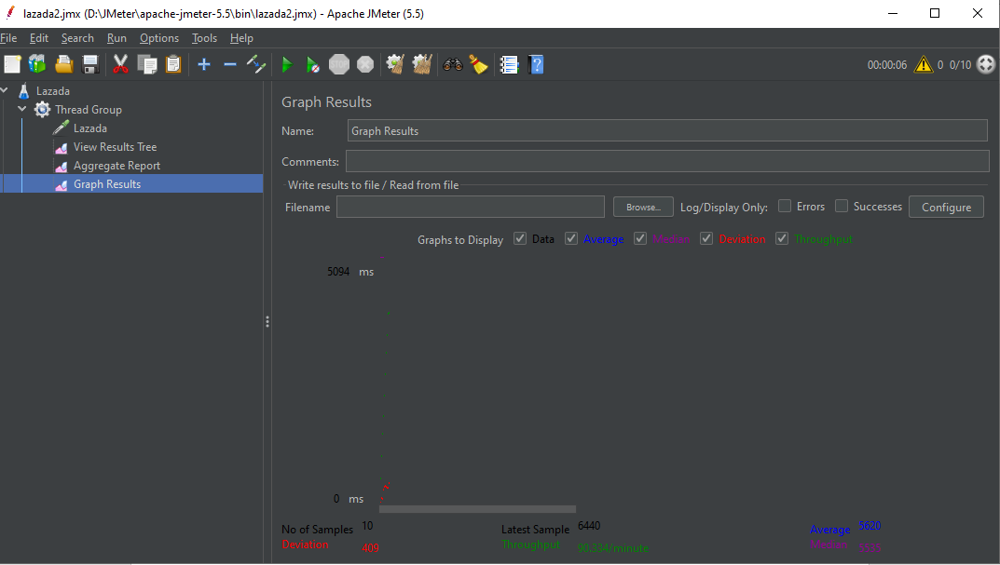 lazada2.jmx (D:\JMeter\apache-jmeter-5.5\bin\lazada2.jmx) - Apache JMeter (5.5)
File Edit Search Run Options Tools Help
00:00:06 0 0/10
Lazada
Thread Group
Lazada
View Results Tree
Aggregate Report
Graph Results
Graph Results
Name: Graph Results
Comments:
Write results to file / Read from file
Filename Browse... Log/Display Only: Errors Successes Configure
Graphs to Display Data Average Median Deviation Throughput
5094 ms
0 ms
No of Samples 10 Latest Sample 6440 Average 5620
Deviation 409 Throughput 90.334/minute Median